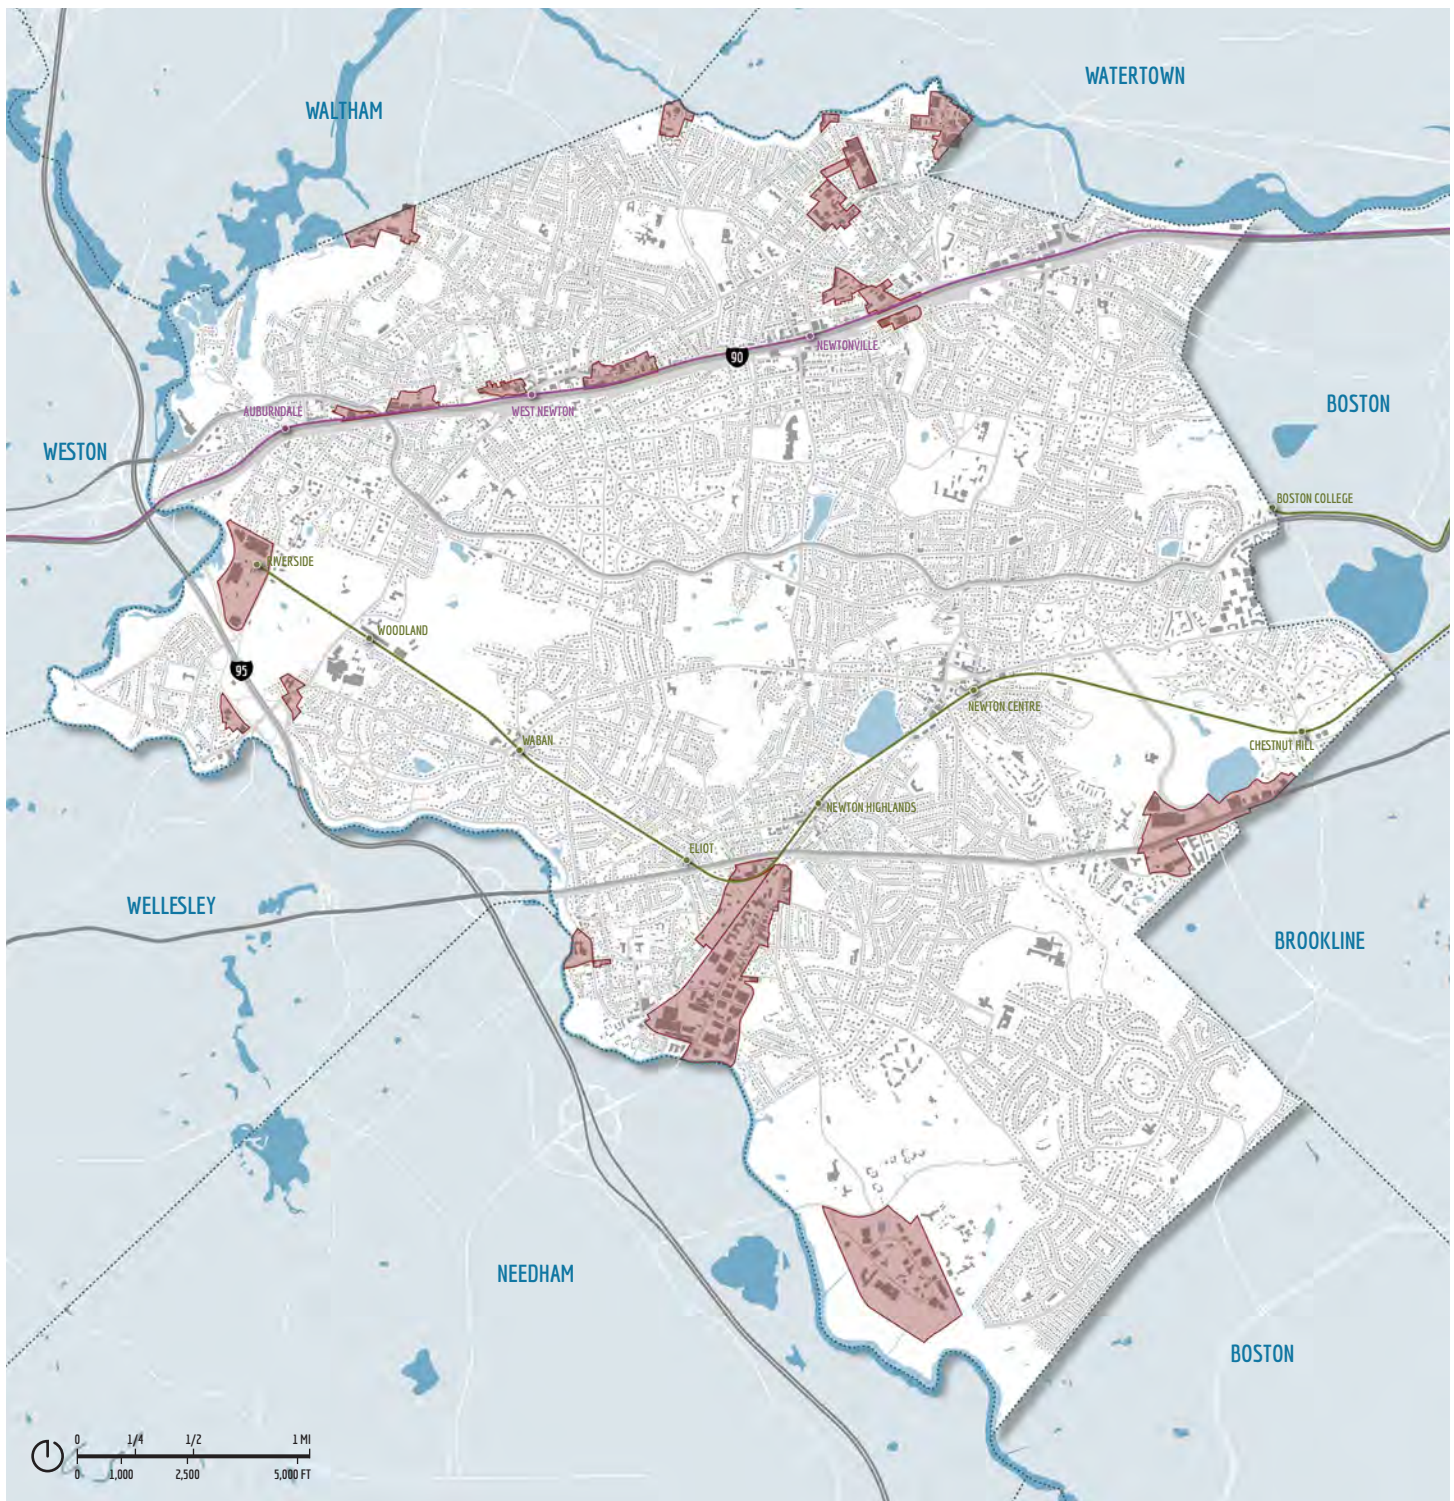 WATERTOWN
WALTHAM
NEWTONVILLE
90
AUBURNDALE
WEST NEWTON
BOSTON
WESTON
BOSTON COLLEGE
RIVERSIDE
WOODLAND
95
NEWTON CENTRE
WABAN
CHESTNUT HILL
NEWTON HIGHLANDS
ELIOT
WELLESLEY
BROOKLINE
NEEDHAM
BOSTON
0 1/4 1/2 1 MI
0 1,000 2,500 5,000 FT